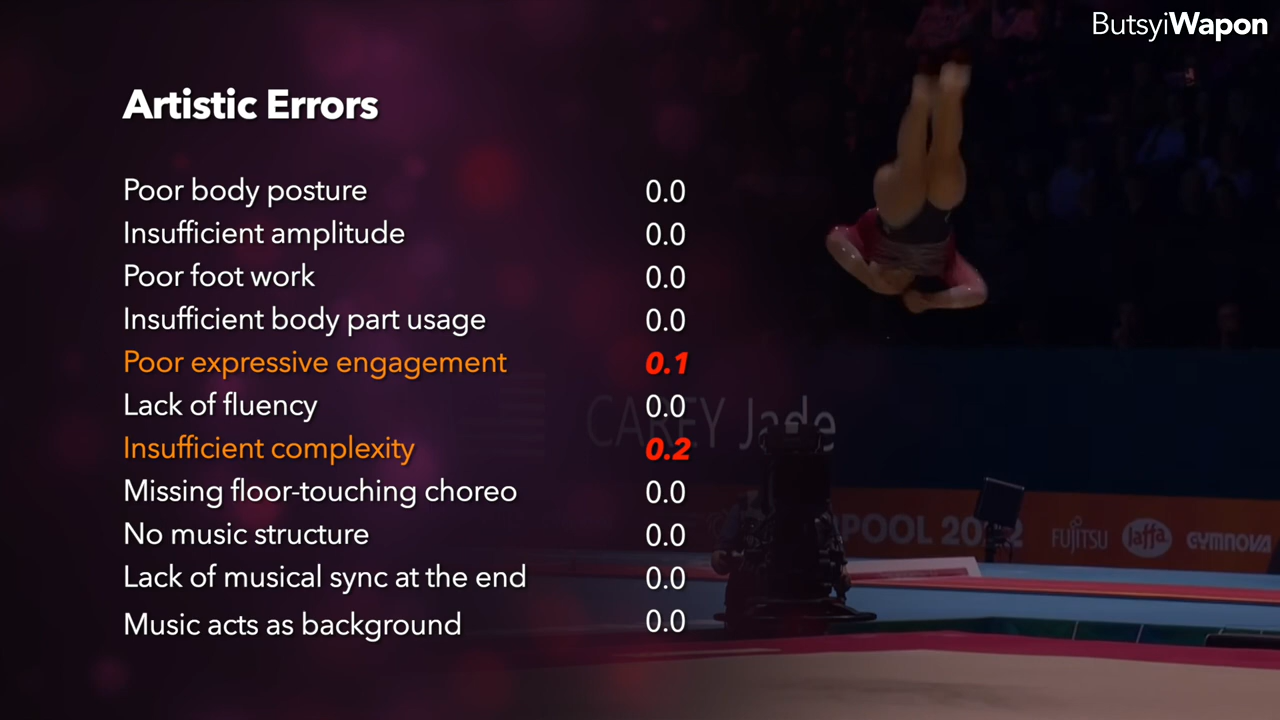 ButsyiWapon
Artistic Errors
Poor body posture 0.0
Insufficient amplitude 0.0
Poor foot work 0.0
Insufficient body part usage 0.0
Poor expressive engagement 0.1
Lack of fluency 0.0
Insufficient complexity 0.2
Missing floor-touching choreo 0.0
No music structure 0.0
Lack of musical sync at the end 0.0
Music acts as background 0.0
CAREY Jade
POOL 2022 FUJITSU laffa GYMNOVA